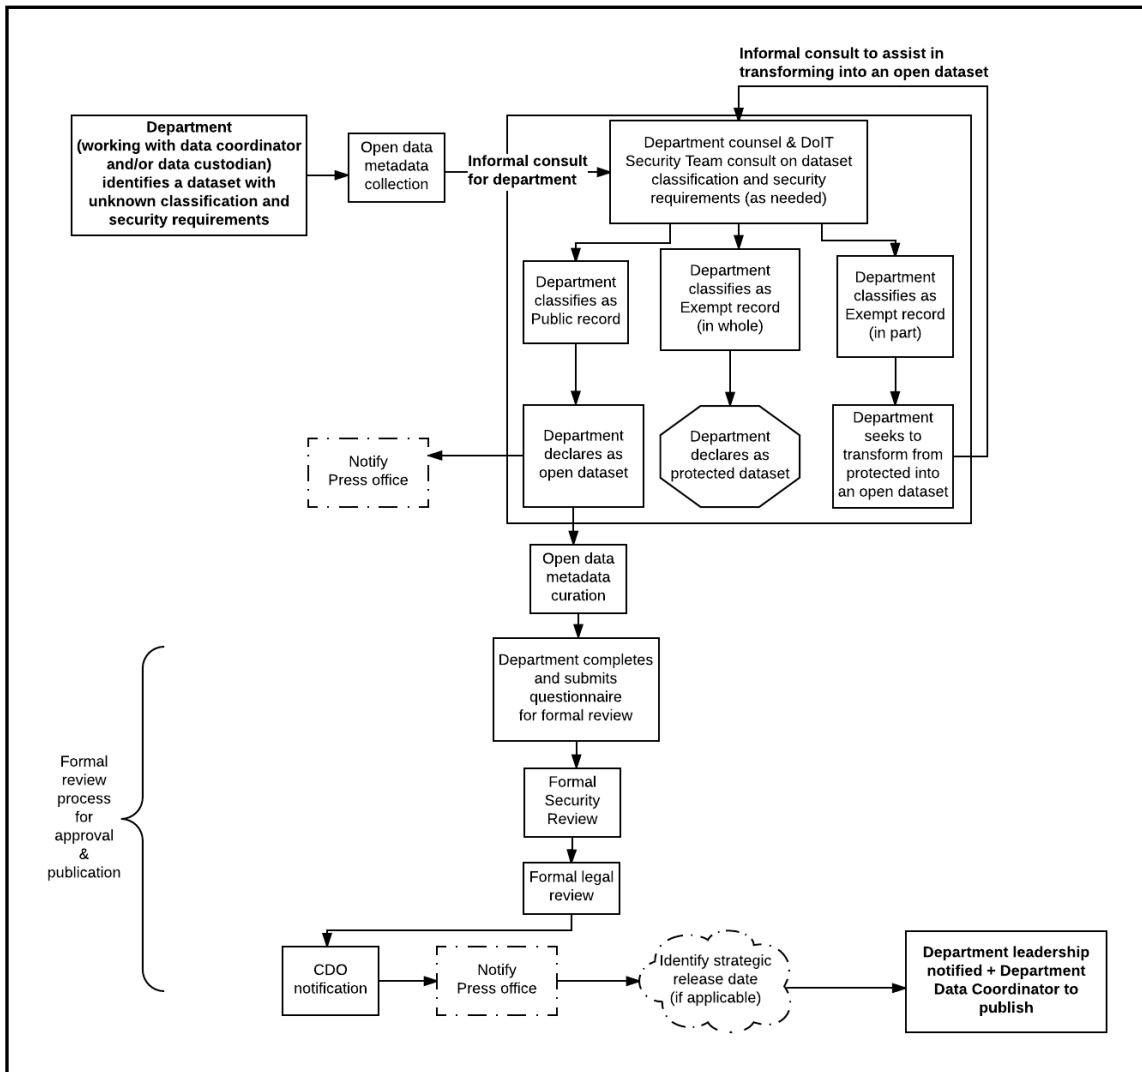 Informal consult to assist in
transforming into an open dataset
Department
(working with data coordinator
and/or data custodian)
identifies a dataset with
unknown classification and
security requirements
Open data
metadata
collection
Informal consult
for department
Department counsel & DoIT
Security Team consult on dataset
classification and security
requirements (as needed)
Department
classifies as
Public record
Department
classifies as
Exempt record
(in whole)
Department
classifies as
Exempt record
(in part)
Notify
Press office
Department
declares as
open dataset
Department
declares as
protected dataset
Department
seeks to
transform from
protected into
an open dataset
Open data
metadata
curation
Department completes
and submits
questionnaire
for formal review
Formal
review
process
for
approval
&
publication
Formal
Security
Review
Formal legal
review
CDO
notification
Notify
Press office
Identify strategic
release date
(if applicable)
Department leadership
notified + Department
Data Coordinator to
publish